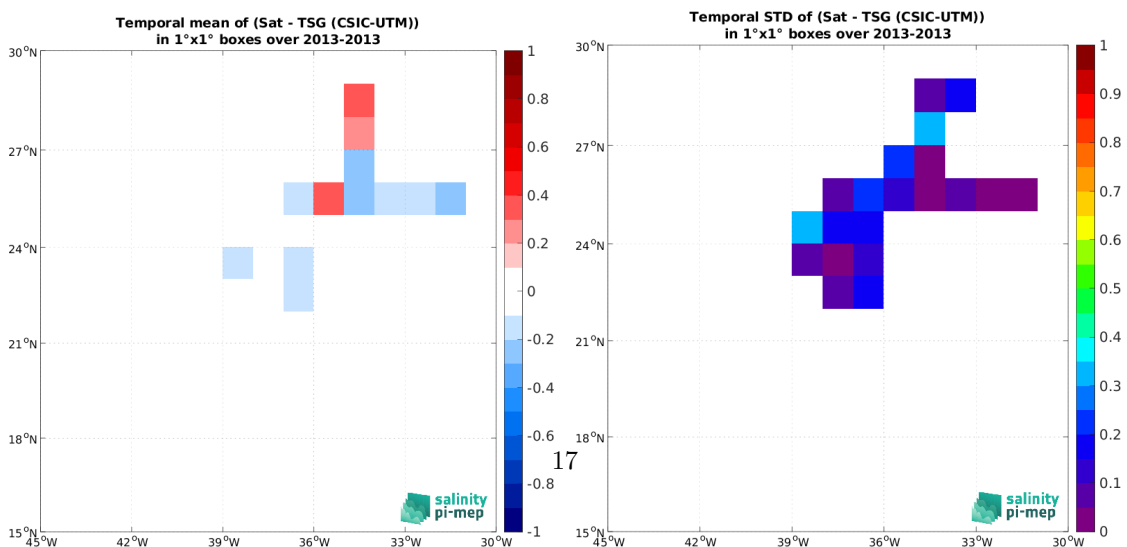 Temporal mean of (Sat - TSG (CSIC-UTM))
in 1°x1° boxes over 2013-2013
30°N
27°N
24°N
21°N
18°N
15°N
45°W
42°W
39°W
36°W
33°W
30°W
1
0.8
0.6
0.4
0.2
0
-0.2
-0.4
-0.6
-0.8
-1
salinity
pi-mep
17
Temporal STD of (Sat - TSG (CSIC-UTM))
in 1°x1° boxes over 2013-2013
30°N
27°N
24°N
21°N
18°N
15°N
45°W
42°W
39°W
36°W
33°W
30°W
1
0.9
0.8
0.7
0.6
0.5
0.4
0.3
0.2
0.1
0
salinity
pi-mep